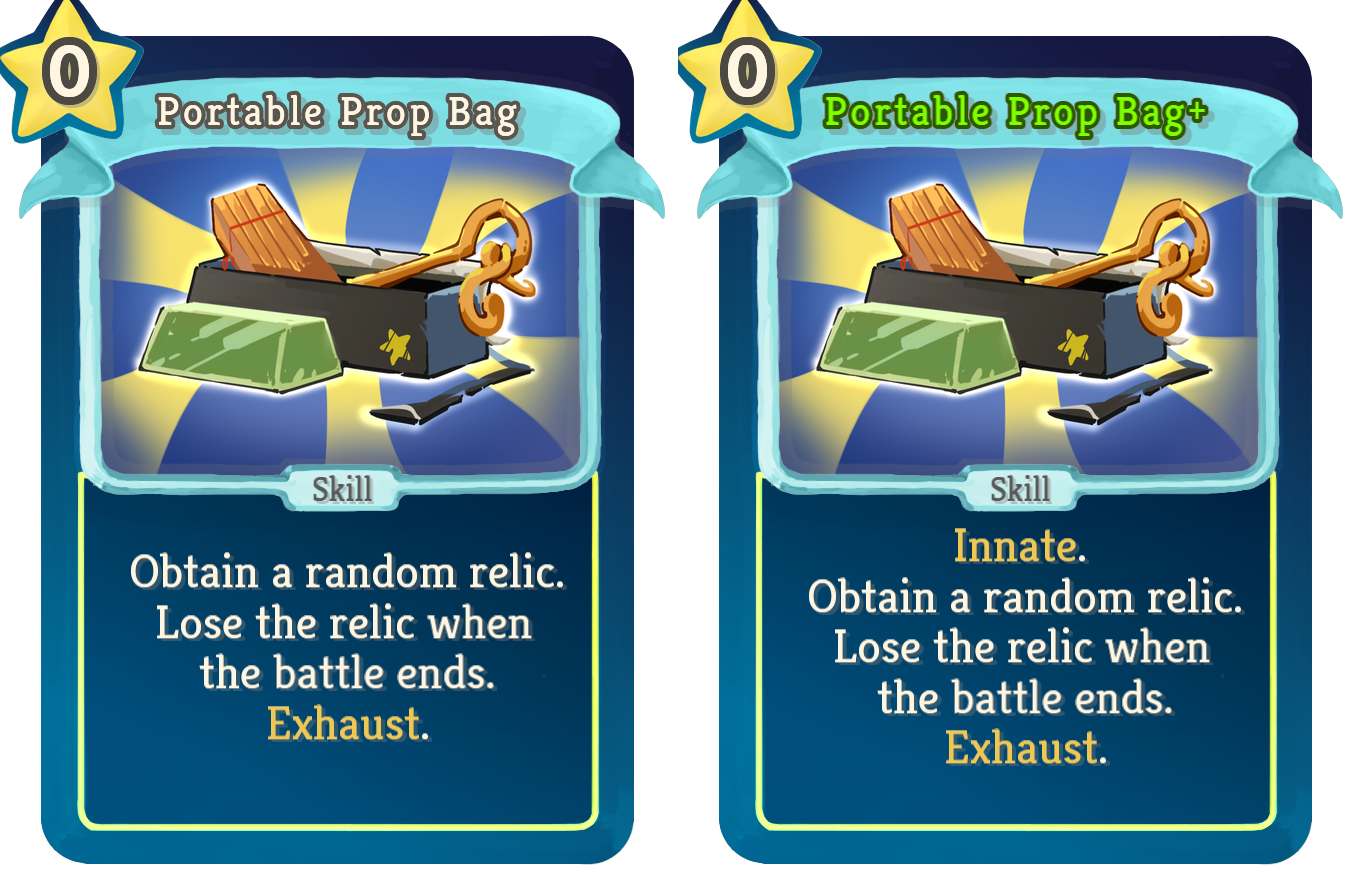 0
Portable Prop Bag
Skill
Obtain a random relic.
Lose the relic when
the battle ends.
Exhaust.
0
Portable Prop Bag+
Skill
Innate.
Obtain a random relic.
Lose the relic when
the battle ends.
Exhaust.